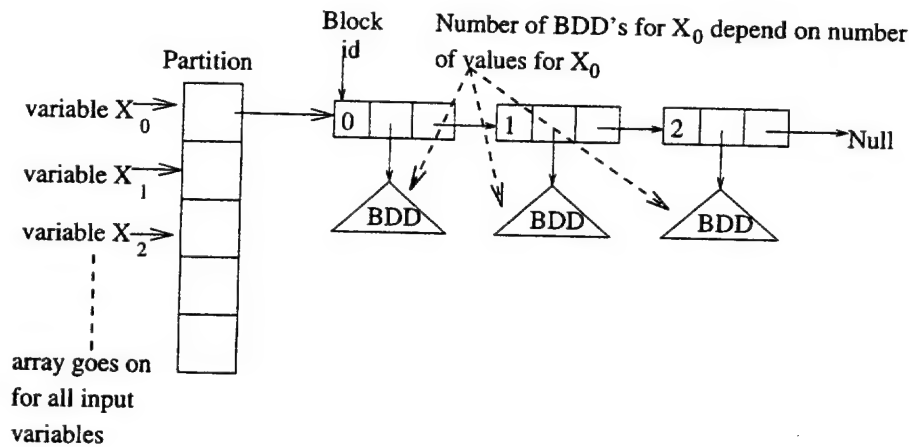 Block
id
Number of BDD's for X0 depend on number
of values for X0
Partition
variable X0
0
1
2
Null
variable X1
BDD
BDD
BDD
variable X2
array goes on
for all input
variables